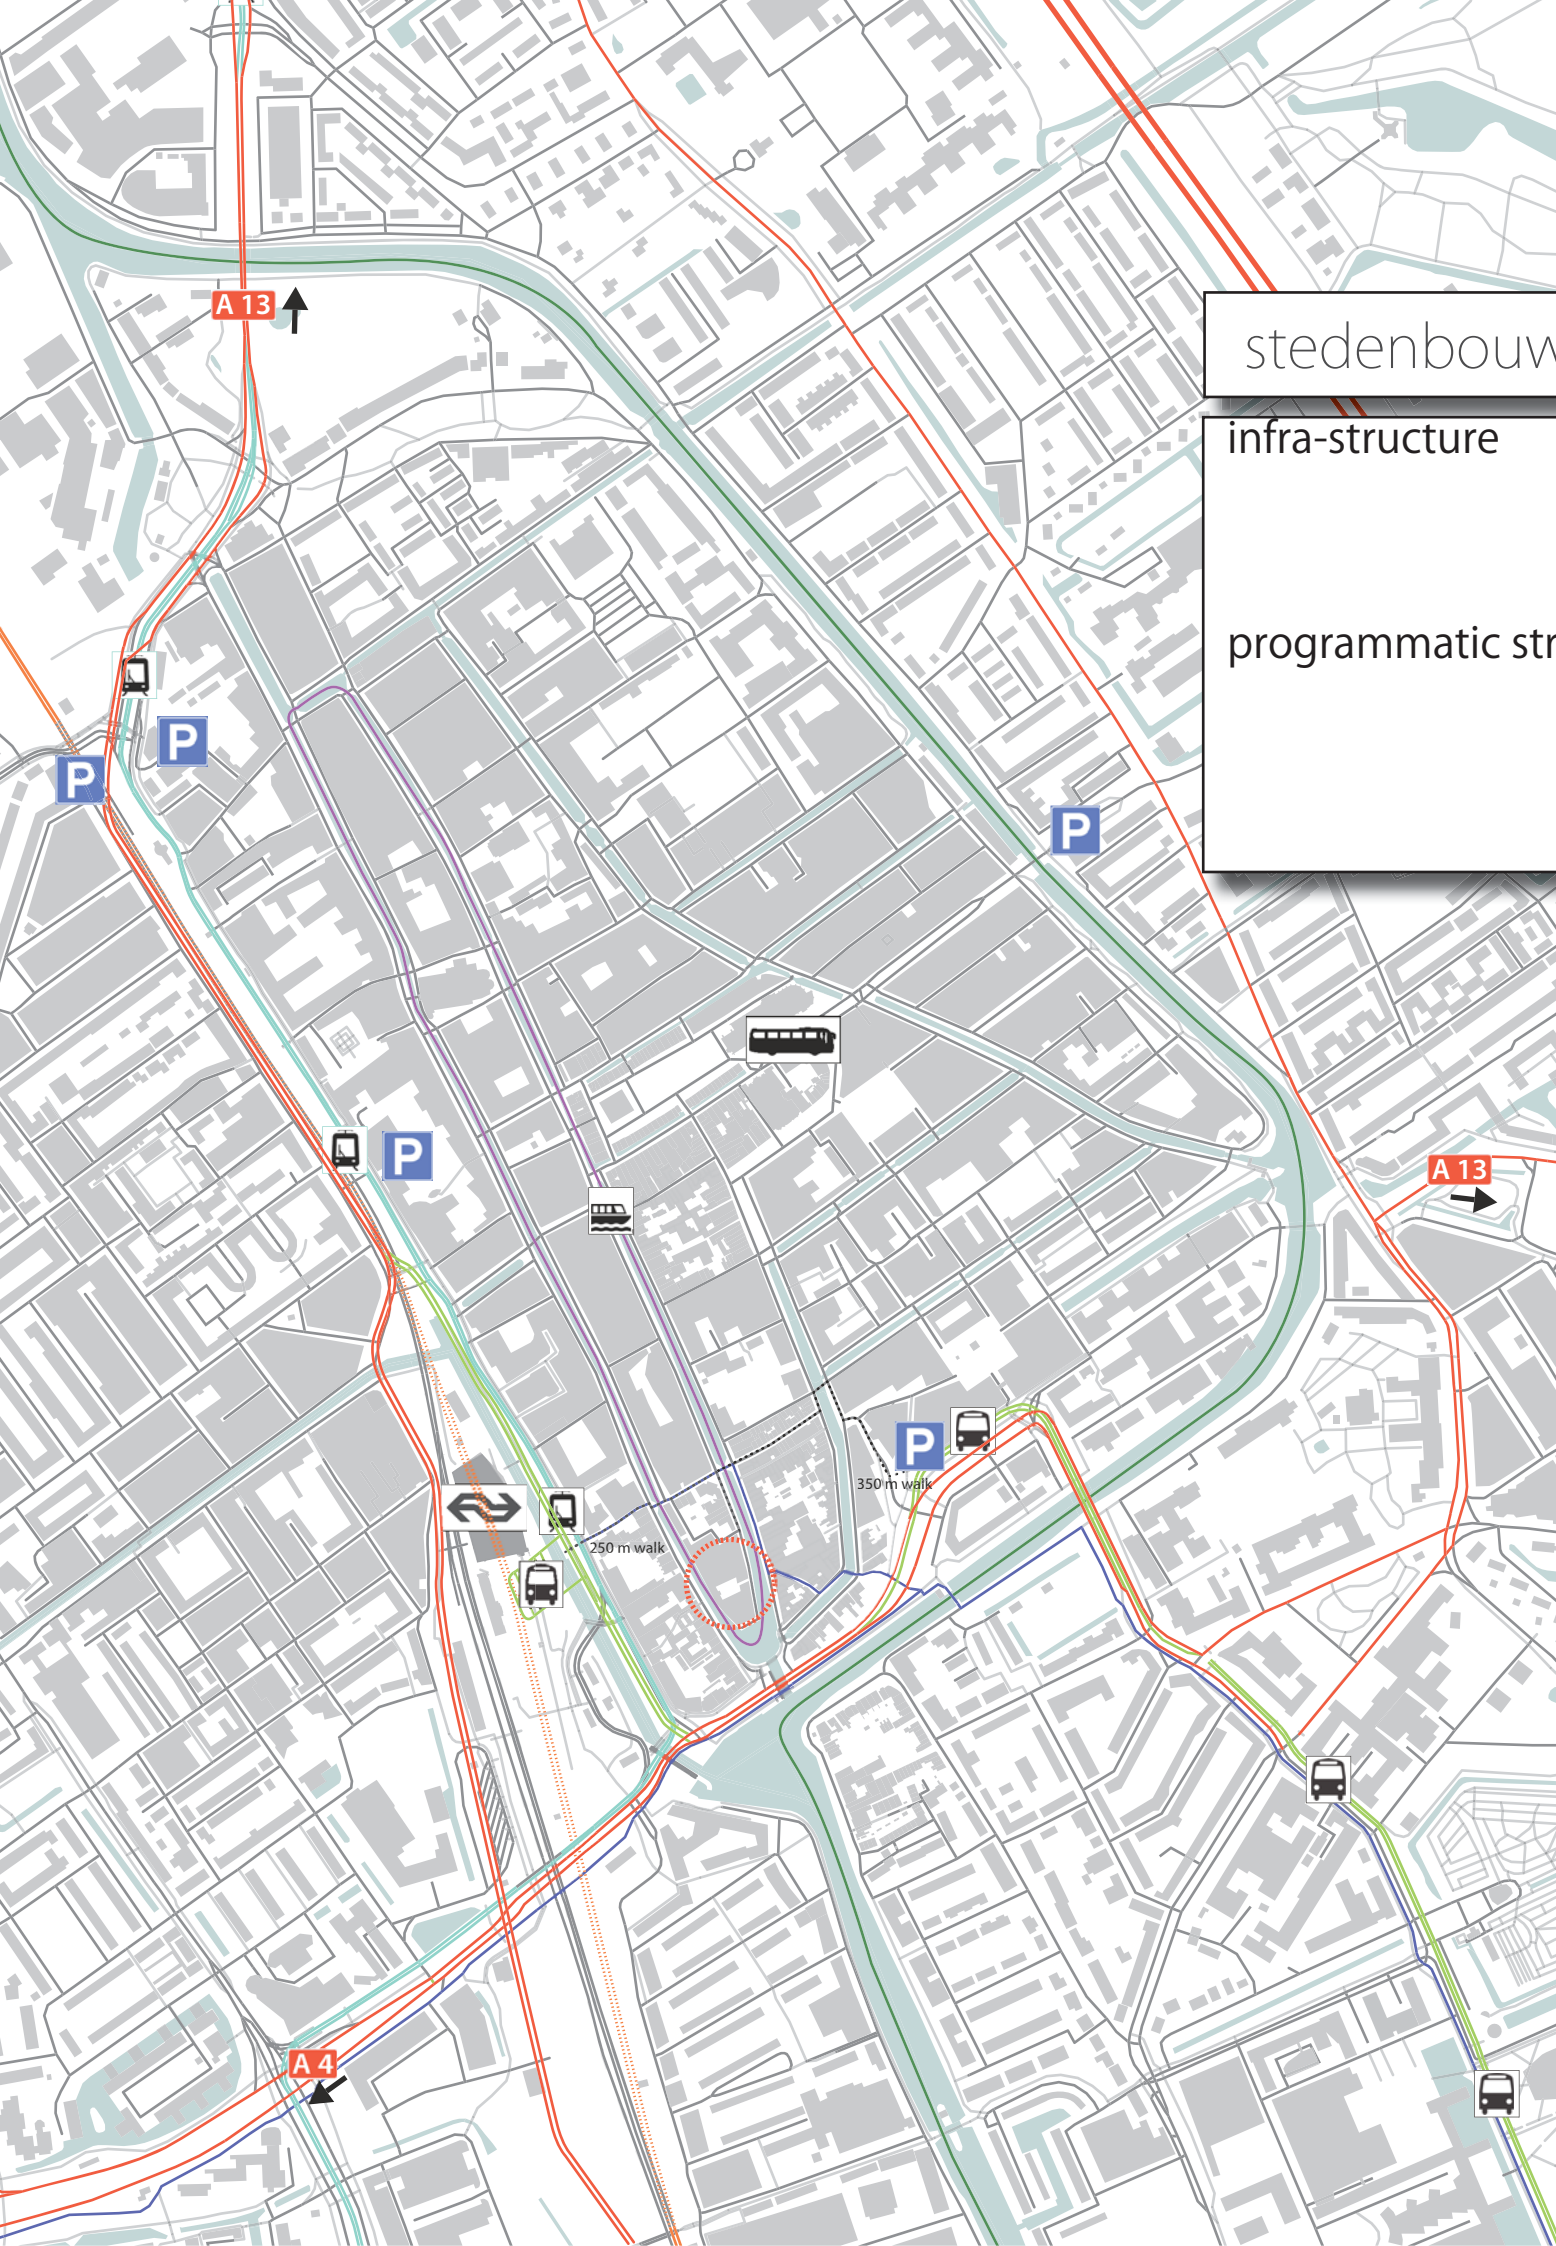 A 13
stedenbouw
infra-structure
programmatic str
P
P
P
P
A 13
P
350 m walk
250 m walk
A 4